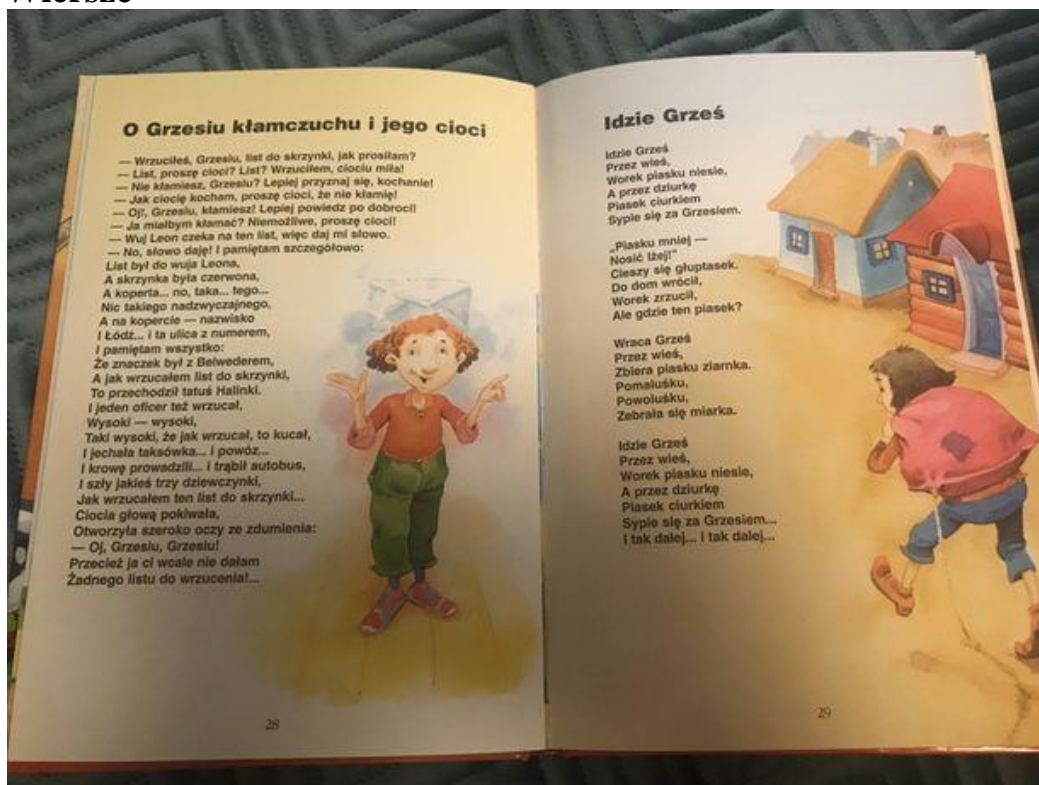 O Grzesiu kłamczuchu i jego cioci
— Wrzuciłeś, Grzesiu, list do skrzynki, jak prosiłam?
— List, proszę cioci? List? Wrzuciłem, ciociu miła!
— Nie kłamiesz, Grzesiu? Lepiej przyznaj się, kochanie!
— Jak ciocię kocham, proszę cioci, że nie kłamię!
— Oj!, Grzesiu, kłamiesz! Lepiej powiedz po dobroci!
— Ja miałbym kłamać? Niemożliwe, proszę cioci!
— Wuj Leon czeka na ten list, więc daj mi słowo.
— No, słowo daję! I pamiętam szczegółowo:
List był do wuja Leona,
A skrzynka była czerwona,
A koperta... no, taka... tego...
Nic takiego nadzwyczajnego,
A na kopercie — nazwisko
I Łódź... i ta ulica z numerem,
I pamiętam wszystko:
Że znaczek był z Belwederem,
A jak wrzucałem list do skrzynki,
To przechodził tatuś Halinki.
I jeden oficer też wrzucał,
Wysoki — wysoki,
Taki wysoki, że jak wrzucał, to kucał,
I jechała taksówka... i powóz...
I krowę prowadzili... i trąbił autobus,
I szły jakieś trzy dziewczynki,
Jak wrzucałem ten list do skrzynki...
Ciocia głową pokiwała,
Otworzyła szeroko oczy ze zdumienia:
— Oj, Grzesiu, Grzesiu!
Przecież ja ci wcale nie dałam
Żadnego listu do wrzucenia!...
28
Idzie Grześ
Idzie Grześ
Przez wieś,
Worek piasku niesie,
A przez dziurkę
Piasek ciurkiem
Sypie się za Grzesiem.
„Piasku mniej —
Nosić lżej!"
Cieszy się głuptasek.
Do dom wrócił,
Worek zrzucił,
Ale gdzie ten piasek?
Wraca Grześ
Przez wieś,
Zbiera piasku ziarnka.
Pomaluśku,
Powoluśku,
Zebrała się miarka.
Idzie Grześ
Przez wieś,
Worek piasku niesie,
A przez dziurkę
Piasek ciurkiem
Sypie się za Grzesiem...
I tak dalej... i tak dalej...
29